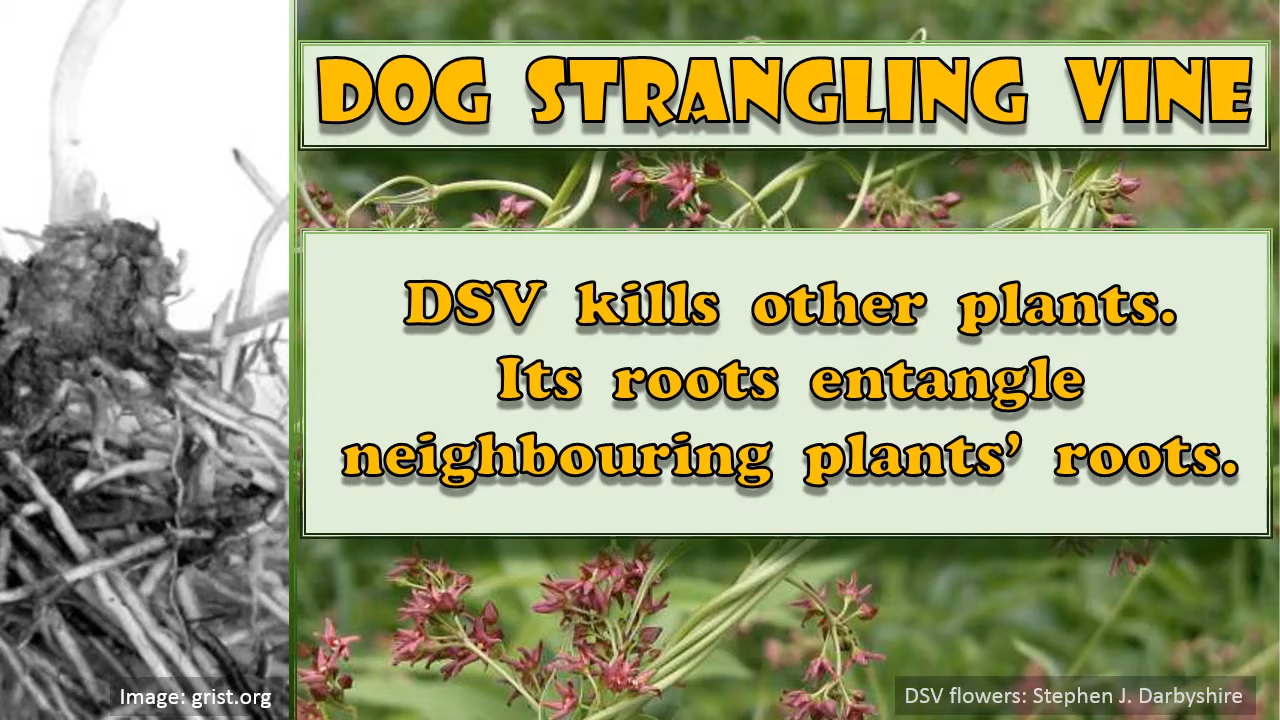 DOG STRANGLING VINE
DSV kills other plants.
Its roots entangle
neighbouring plants’ roots.
Image: grist.org
DSV flowers: Stephen J. Darbyshire